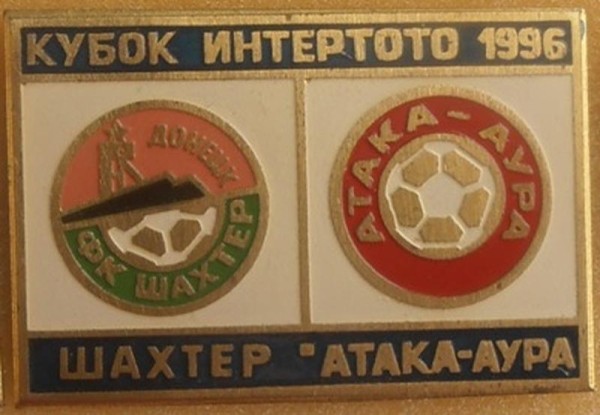 КУБОК ИНТЕРТОТО 1996
ДОНЕЦК
ФК ШАХТЕР
АТАКА-АУРА
ШАХТЕР "АТАКА-АУРА